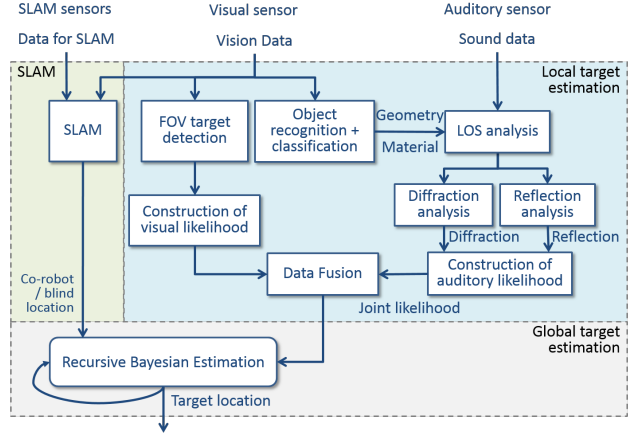 SLAM sensors
Visual sensor
Auditory sensor
Data for SLAM
Vision Data
Sound data
SLAM
Local target
estimation
SLAM
FOV target
detection
Object
recognition +
classification
Geometry
Material
LOS analysis
Diffraction
analysis
Reflection
analysis
Construction of
visual likelihood
Diffraction
Reflection
Co-robot
/ blind
location
Data Fusion
Construction of
auditory likelihood
Joint likelihood
Global target
estimation
Recursive Bayesian Estimation
Target location